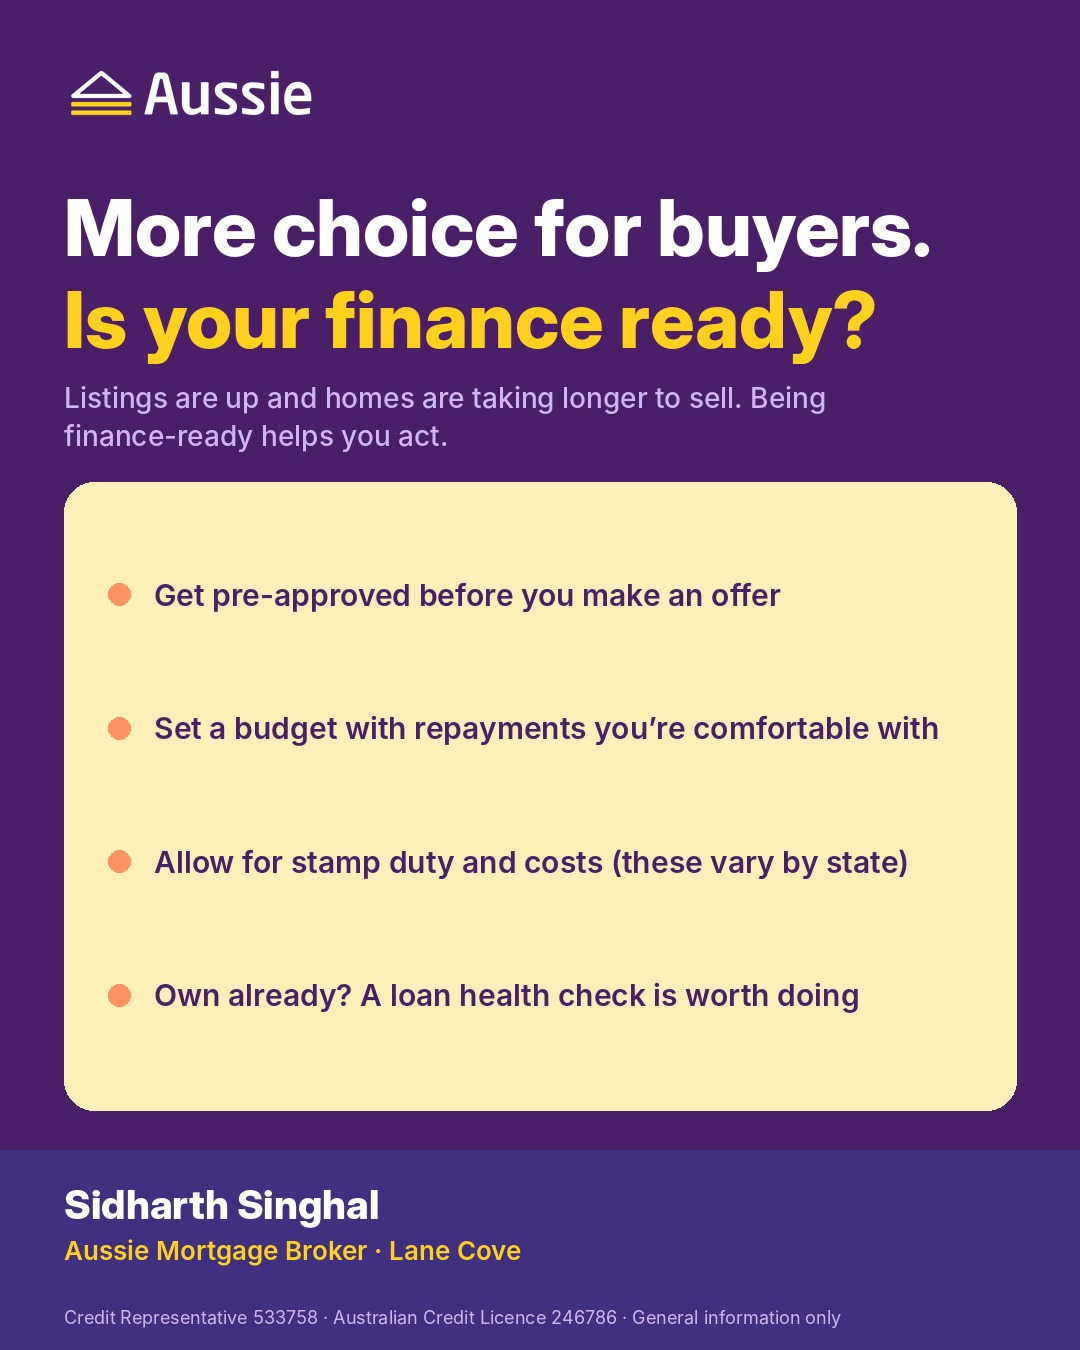 Aussie
More choice for buyers.
Is your finance ready?
Listings are up and homes are taking longer to sell. Being
finance-ready helps you act.
Get pre-approved before you make an offer
Set a budget with repayments you’re comfortable with
Allow for stamp duty and costs (these vary by state)
Own already? A loan health check is worth doing
Sidharth Singhal
Aussie Mortgage Broker · Lane Cove
Credit Representative 533758 · Australian Credit Licence 246786 · General information only